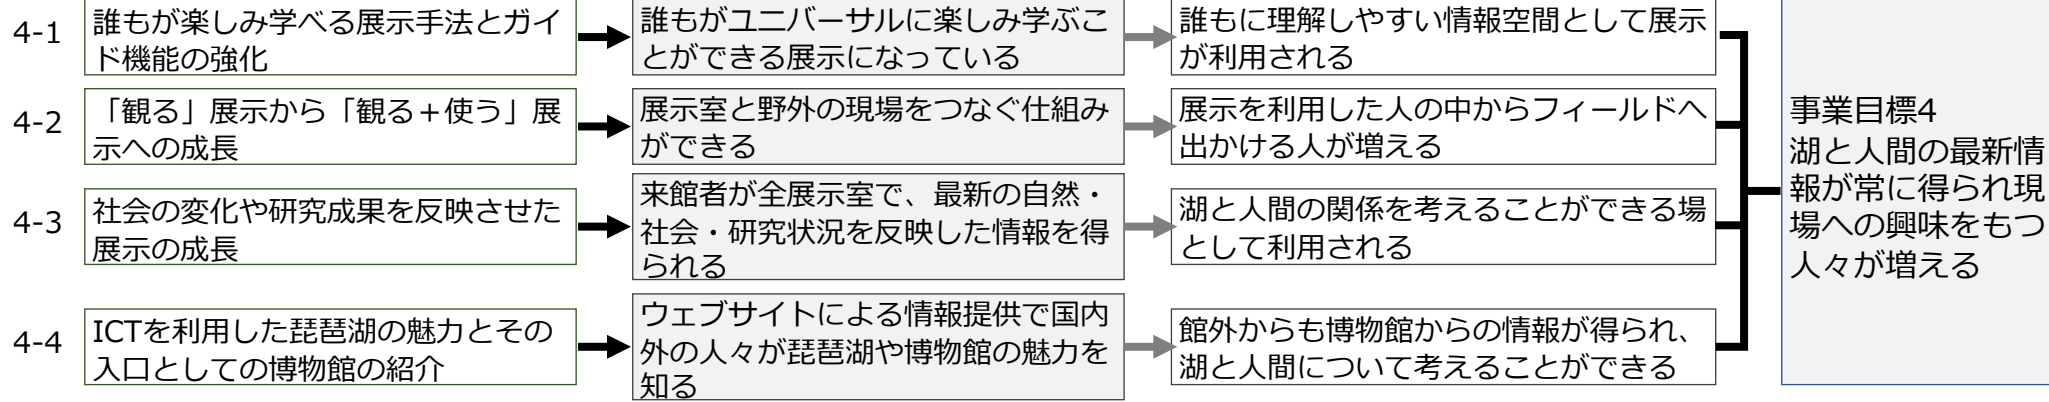 4-1
誰もが楽しみ学べる展示手法とガイ
ド機能の強化
誰もがユニバーサルに楽しみ学ぶこ
とができる展示になっている
誰もに理解しやすい情報空間として展示
が利用される
4-2
「観る」展示から「観る＋使う」展
示への成長
展示室と野外の現場をつなぐ仕組み
ができる
展示を利用した人の中からフィールドへ
出かける人が増える
4-3
社会の変化や研究成果を反映させた
展示の成長
来館者が全展示室で、最新の自然・
社会・研究状況を反映した情報を得
られる
湖と人間の関係を考えることができる場
として利用される
4-4
ICTを利用した琵琶湖の魅力とその
入口としての博物館の紹介
ウェブサイトによる情報提供で国内
外の人々が琵琶湖や博物館の魅力を
知る
館外からも博物館からの情報が得られ、
湖と人間について考えることができる
事業目標4
湖と人間の最新情
報が常に得られ現
場への興味をもつ
人々が増える